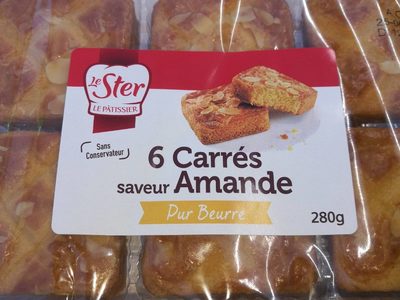 Le Ster
LE PÂTISSIER
Sans
Conservateur
6 Carrés
saveur Amande
Pur Beurre
280g